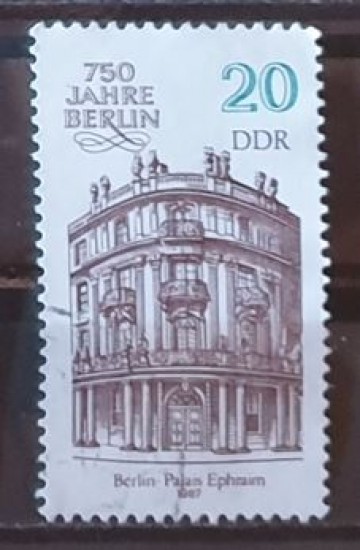 750
JAHRE
BERLIN
20
DDR
Berlin-Palais Ephraim
1987